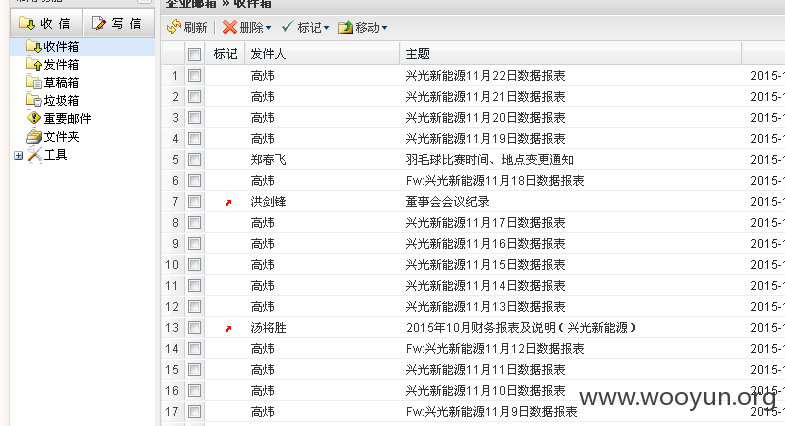 企业邮箱 » 收件箱
收 信 写 信
收件箱
发件箱
草稿箱
垃圾箱
重要邮件
文件夹
工具
刷新 删除 标记 移动
标记 发件人 主题
1 高炜 兴光新能源11月22日数据报表 2015-1
2 高炜 兴光新能源11月21日数据报表 2015-1
3 高炜 兴光新能源11月20日数据报表 2015-1
4 高炜 兴光新能源11月19日数据报表 2015-1
5 郑春飞 羽毛球比赛时间、地点变更通知 2015-1
6 高炜 Fw:兴光新能源11月18日数据报表 2015-1
7 洪剑锋 董事会会议纪录 2015-1
8 高炜 兴光新能源11月17日数据报表 2015-1
9 高炜 兴光新能源11月16日数据报表 2015-1
10 高炜 兴光新能源11月15日数据报表 2015-1
11 高炜 兴光新能源11月14日数据报表 2015-1
12 高炜 兴光新能源11月13日数据报表 2015-1
13 汤将胜 2015年10月财务报表及说明（兴光新能源） 2015-1
14 高炜 Fw:兴光新能源11月12日数据报表 2015-1
15 高炜 兴光新能源11月11日数据报表 2015-1
16 高炜 兴光新能源11月10日数据报表 2015-1
17 高炜 Fw:兴光新能源11月9日数据报表 2015-1
www.wooyun.org